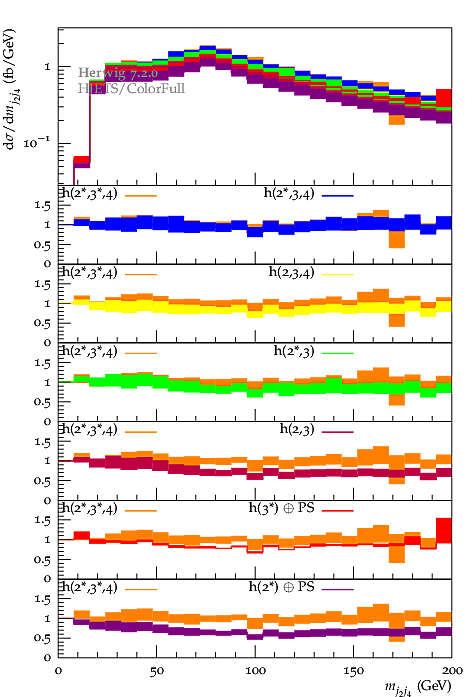 dσ/dm_{j₂j₄} (fb/GeV)
1
10⁻¹
Herwig 7.2.0
HJETS/ColorFull
h(2*,3*,4) h(2*,3,4)
1.5
1
0.5
0
h(2*,3*,4) h(2,3,4)
1.5
1
0.5
0
h(2*,3*,4) h(2*,3)
1.5
1
0.5
0
h(2*,3*,4) h(2,3)
1.5
1
0.5
0
h(2*,3*,4) h(3*) ⊕ PS
1.5
1
0.5
0
h(2*,3*,4) h(2*) ⊕ PS
1.5
1
0.5
0
0 50 100 150 200
m_{j₂j₄} (GeV)